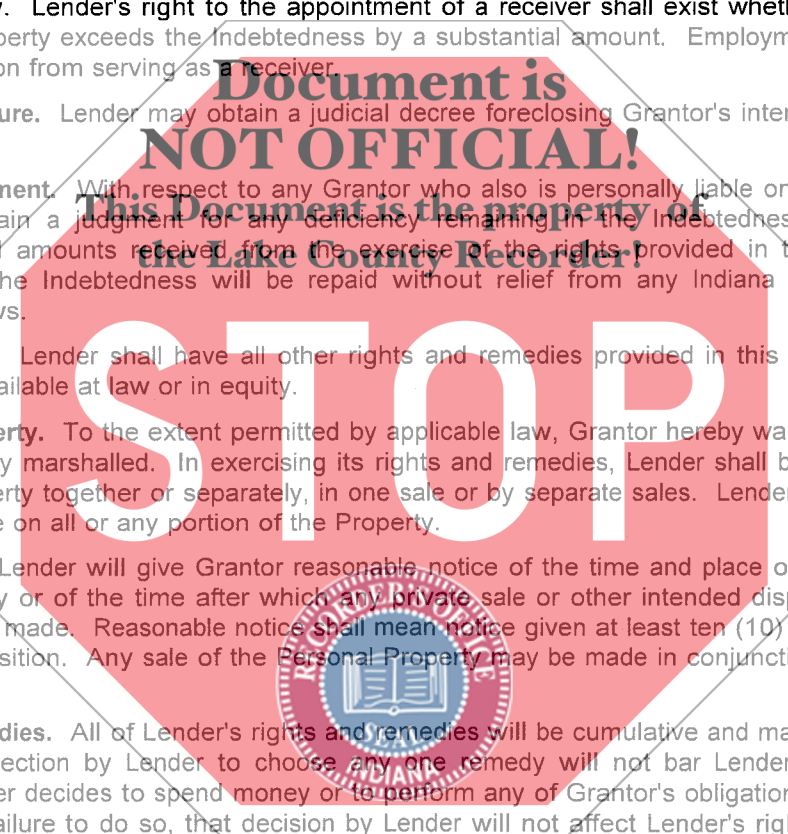 . Lender's right to the appointment of a receiver shall exist wheth
perty exceeds the Indebtedness by a substantial amount. Employm
on from serving as a receiver.
Document is
ure. Lender may obtain a judicial decree foreclosing Grantor's inter
NOT OFFICIAL!
ment. With respect to any Grantor who also is personally liable on
This Document is the property of
ain a judgment for any deficiency remaining in the Indebtednes
amounts received from the exercise of the rights provided in t
the Lake County Recorder!
he Indebtedness will be repaid without relief from any Indiana
ws.
STOP
Lender shall have all other rights and remedies provided in this
ailable at law or in equity.
erty. To the extent permitted by applicable law, Grantor hereby wa
y marshalled. In exercising its rights and remedies, Lender shall b
erty together or separately, in one sale or by separate sales. Lender
e on all or any portion of the Property.
Lender will give Grantor reasonable notice of the time and place o
y or of the time after which any private sale or other intended disp
made. Reasonable notice shall mean notice given at least ten (10)
sition. Any sale of the Personal Property may be made in conjuncti
RECORDER'S OFFICE
SEAL
INDIANA
dies. All of Lender's rights and remedies will be cumulative and ma
ection by Lender to choose any one remedy will not bar Lender
er decides to spend money or to perform any of Grantor's obligation
ailure to do so, that decision by Lender will not affect Lender's righ